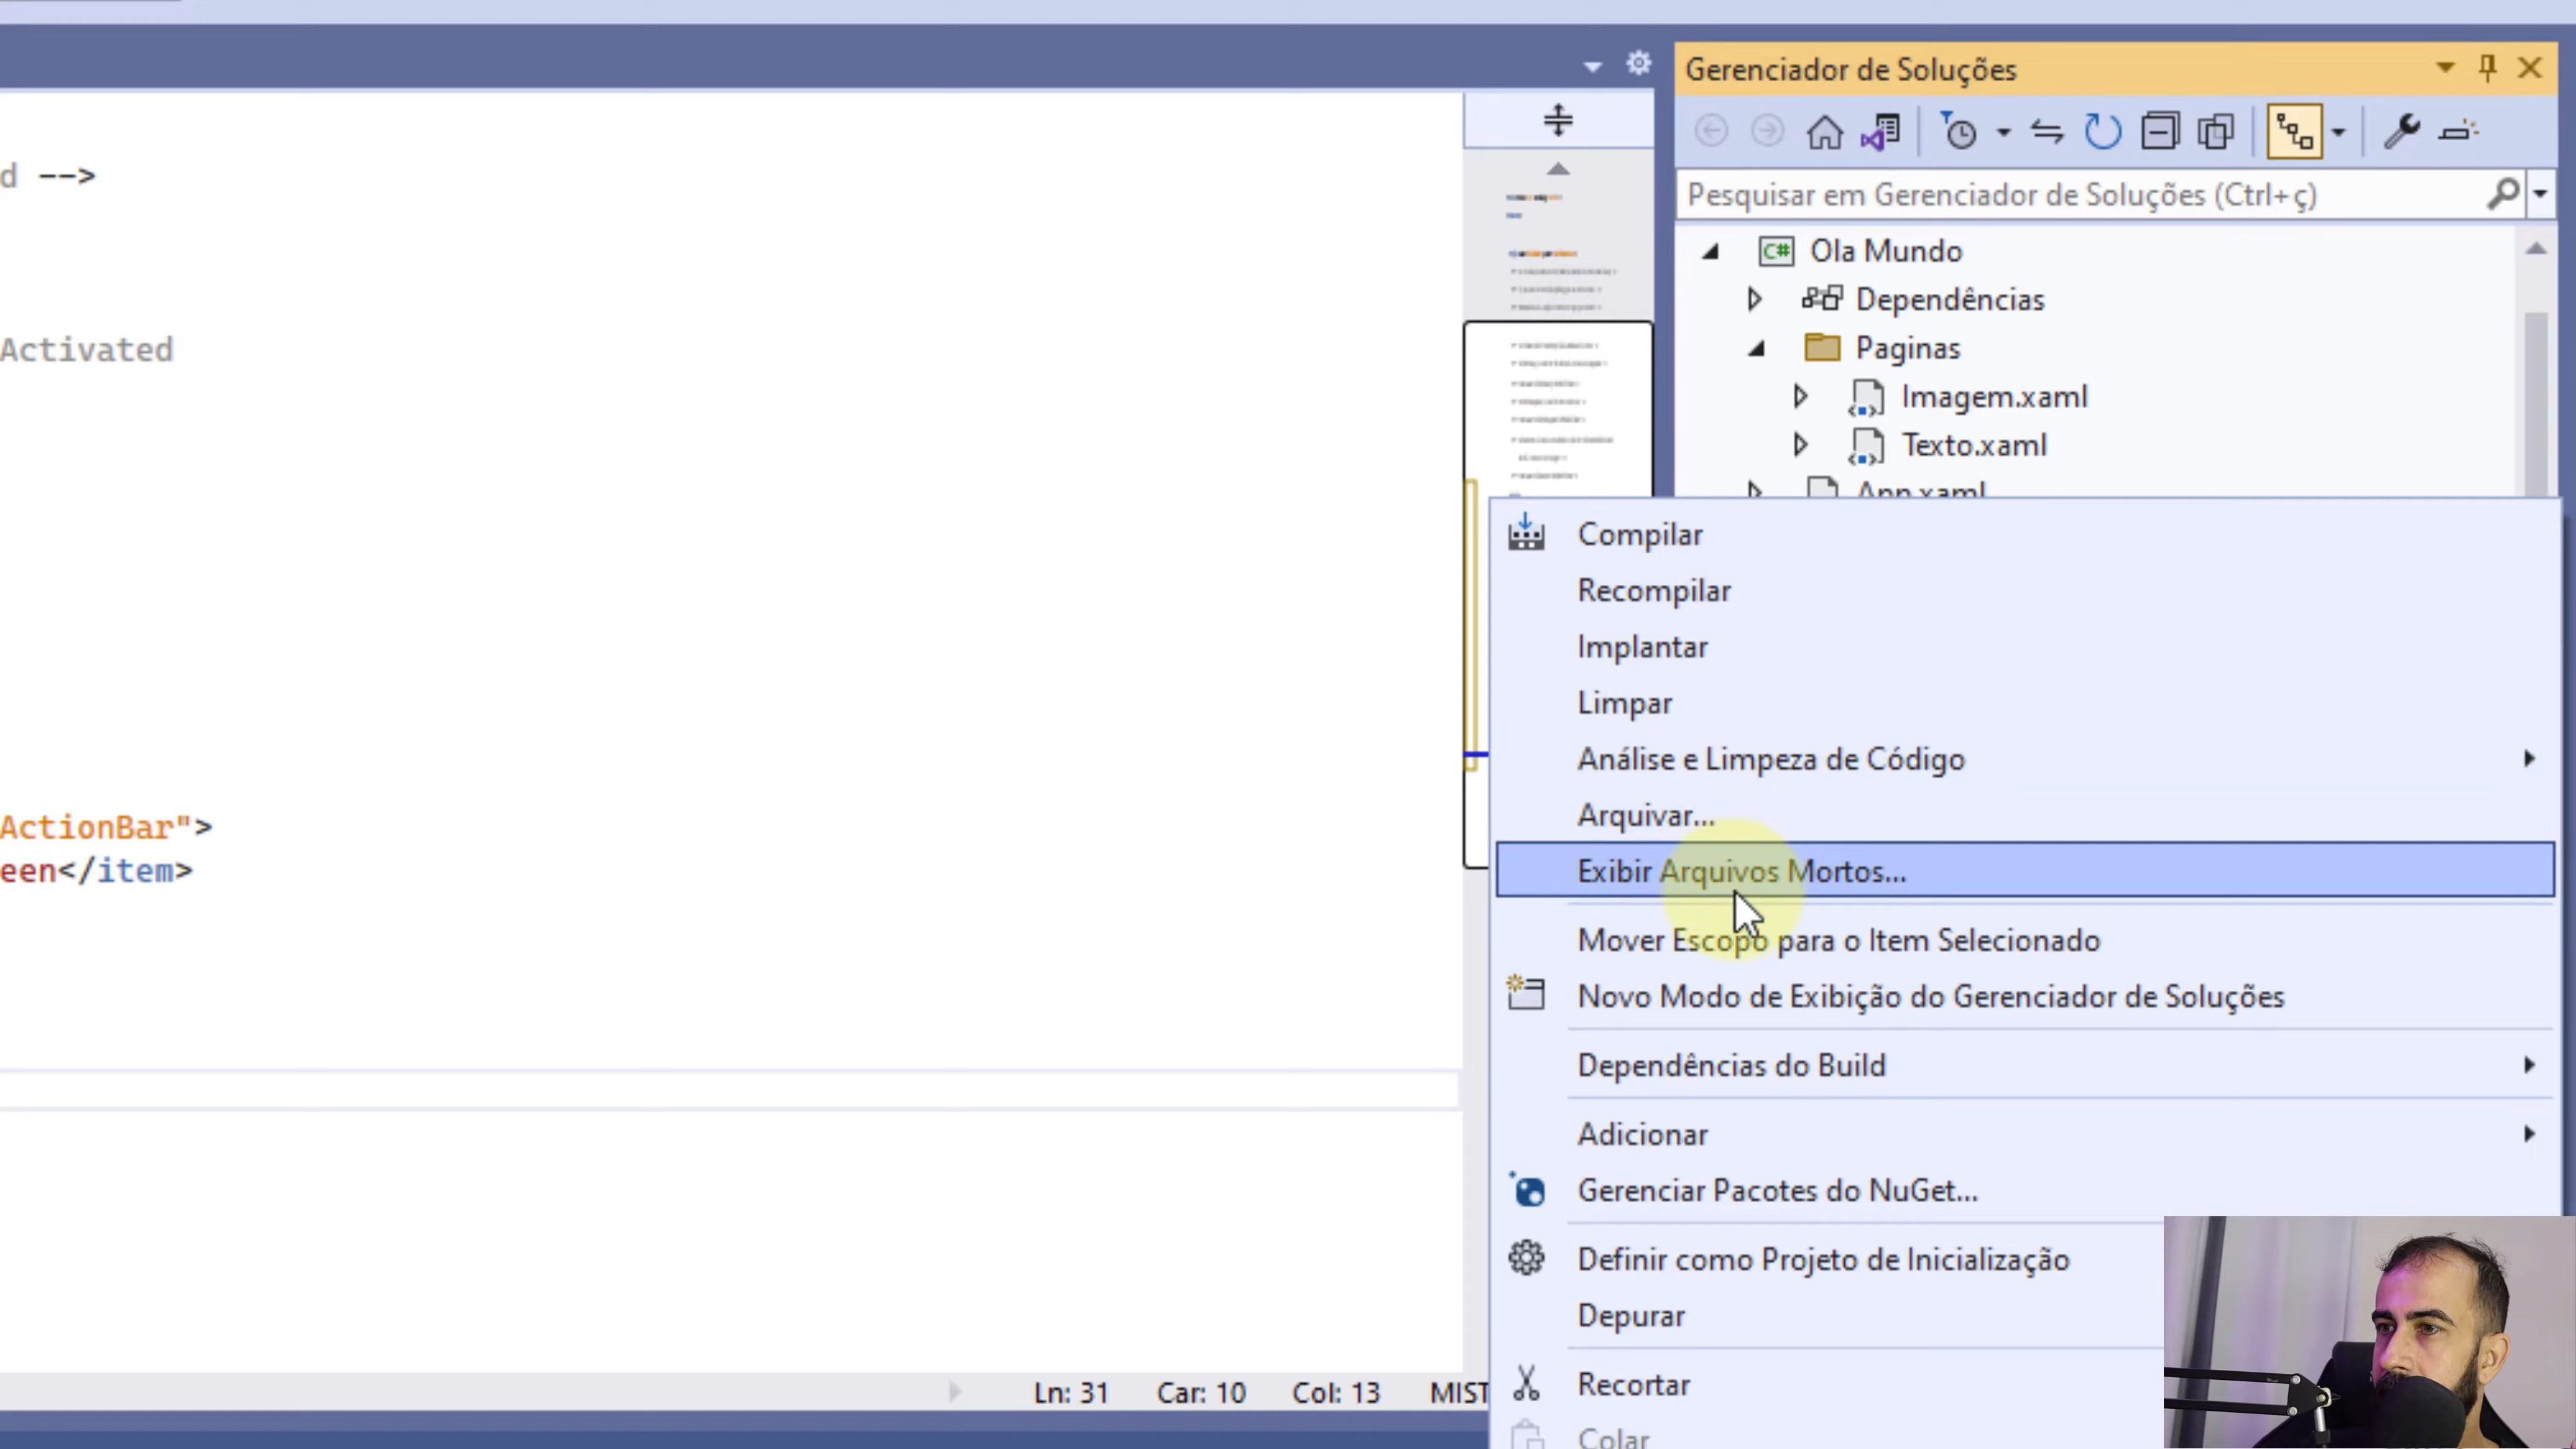 Gerenciador de Soluções
Pesquisar em Gerenciador de Soluções (Ctrl+ç)
d -->
Activated
ActionBar">
een</item>
Ola Mundo
Dependências
Paginas
Imagem.xaml
Texto.xaml
App.xaml
Compilar
Recompilar
Implantar
Limpar
Análise e Limpeza de Código
Arquivar...
Exibir Arquivos Mortos...
Mover Escopo para o Item Selecionado
Novo Modo de Exibição do Gerenciador de Soluções
Dependências do Build
Adicionar
Gerenciar Pacotes do NuGet...
Definir como Projeto de Inicialização
Depurar
Recortar
Colar
Ln: 31 Car: 10 Col: 13 MIST